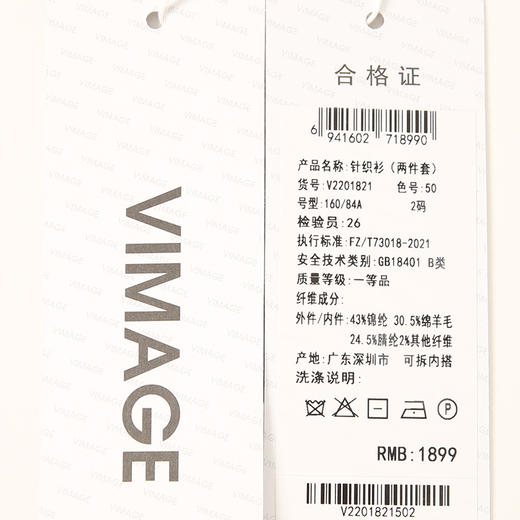 VIMAGE
合格证
6 941602 718990
产品名称:针织衫（两件套）
货号:V2201821 色号:50
号型:160/84A 2码
检验员:26
执行标准:FZ/T73018-2021
安全技术类别:GB18401 B类
质量等级:一等品
纤维成分:
外件/内件:43%锦纶 30.5%绵羊毛
24.5%腈纶2%其他纤维
产地:广东深圳市 可拆内搭
洗涤说明:
P
RMB:1899
V2201821502